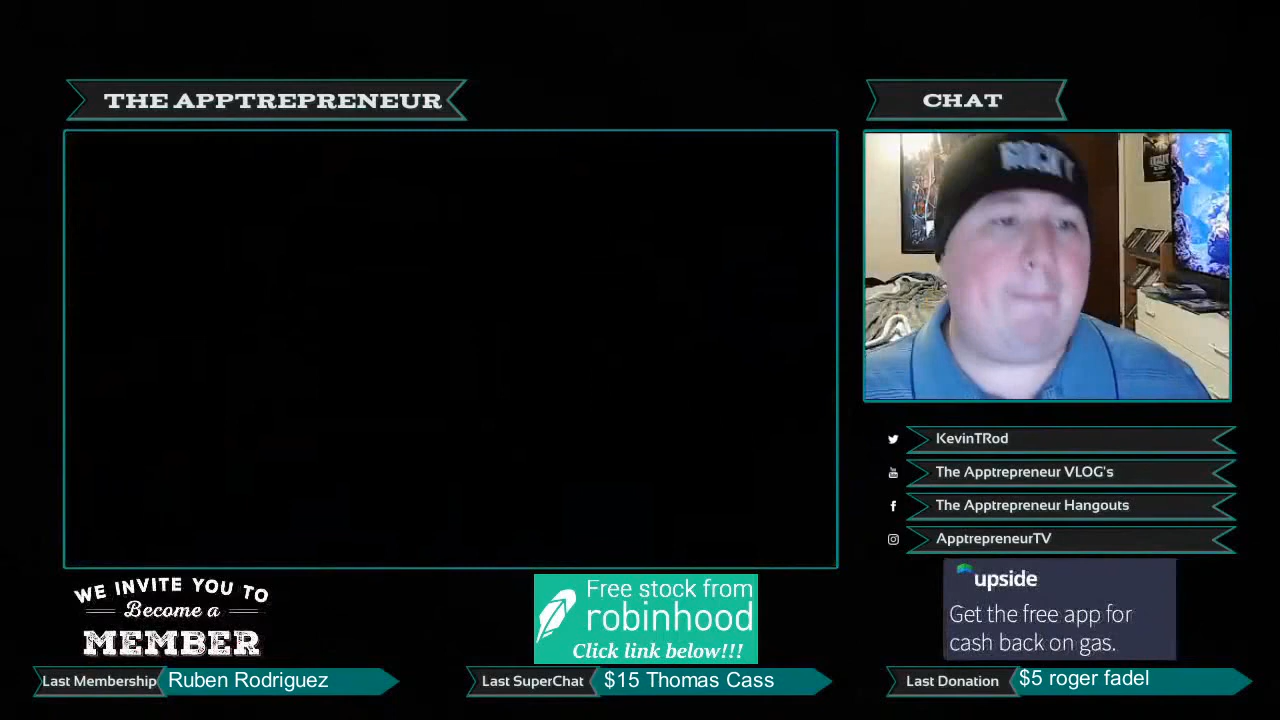 THE APPTREPRENEUR
CHAT
KevinTRod
The Apptrepreneur VLOG's
The Apptrepreneur Hangouts
ApptrepreneurTV
WE INVITE YOU TO
Become a
MEMBER
Free stock from
robinhood
Click link below!!!
upside
Get the free app for
cash back on gas.
Last Membership Ruben Rodriguez
Last SuperChat $15 Thomas Cass
Last Donation $5 roger fadel